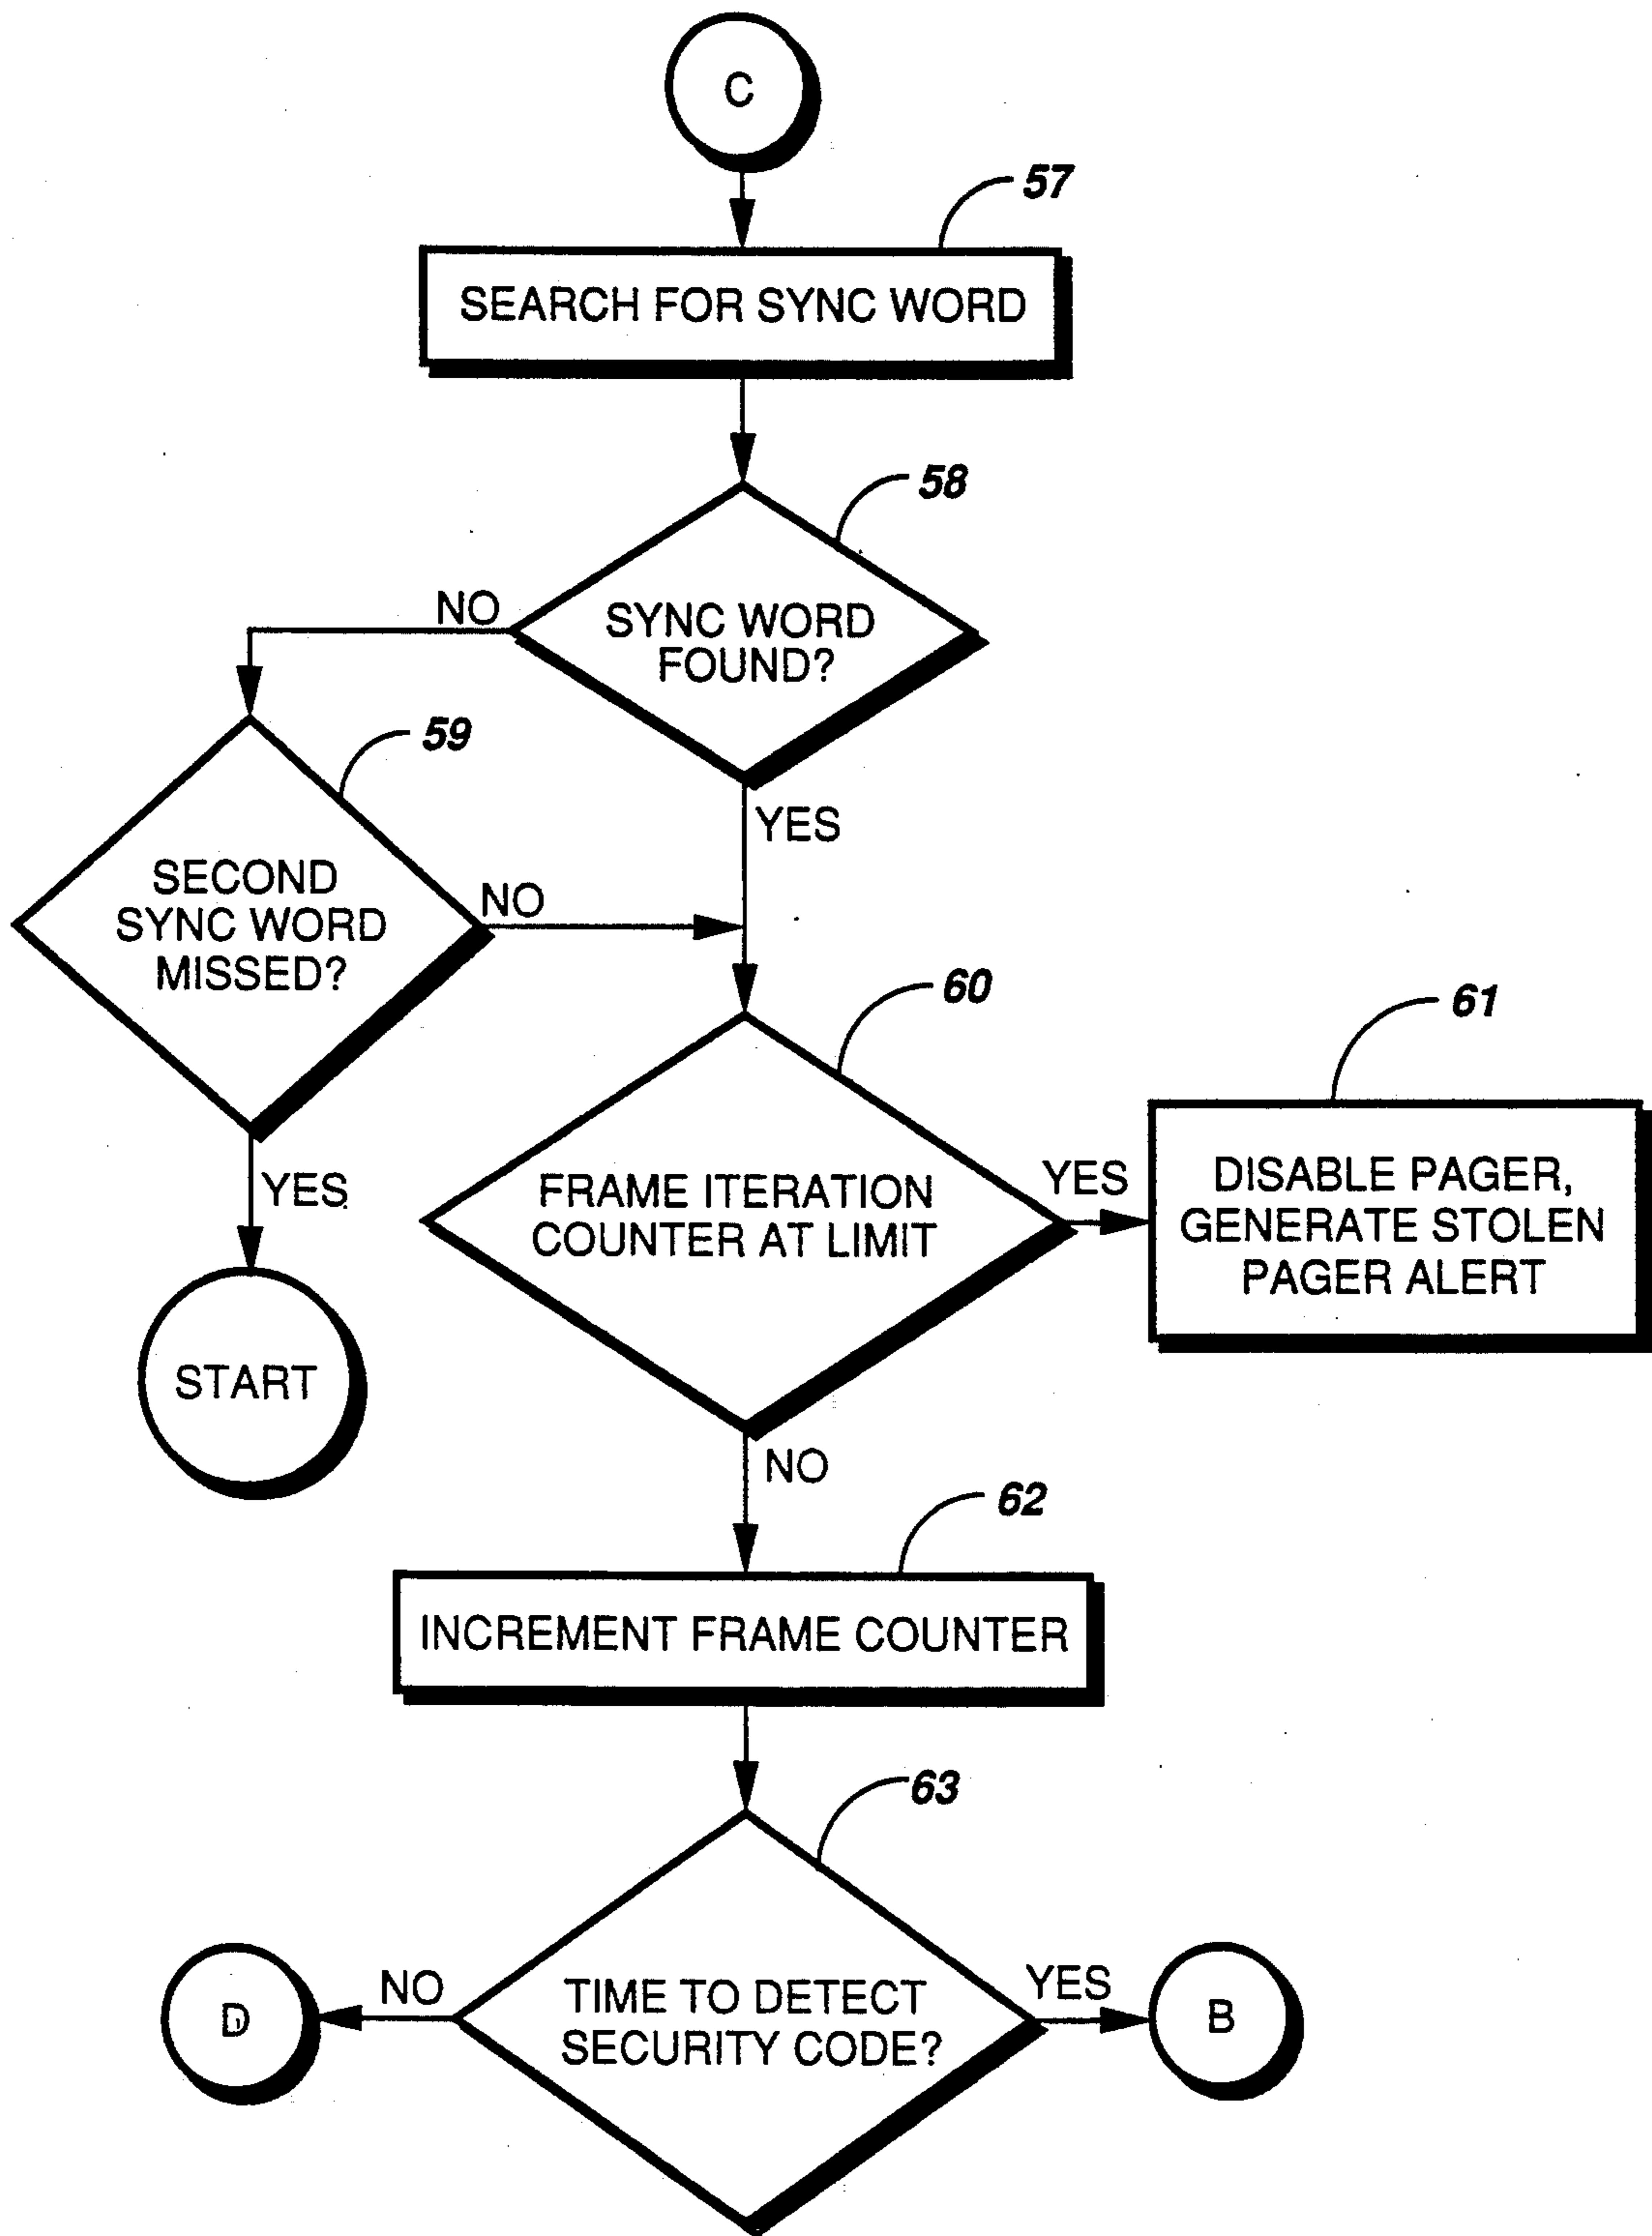 C
57
SEARCH FOR SYNC WORD
58
NO
SYNC WORD
FOUND?
59
YES
SECOND
SYNC WORD
MISSED?
NO
60
61
YES
FRAME ITERATION
COUNTER AT LIMIT
YES
DISABLE PAGER,
GENERATE STOLEN
PAGER ALERT
START
NO
62
INCREMENT FRAME COUNTER
63
D
NO
TIME TO DETECT
SECURITY CODE?
YES
B